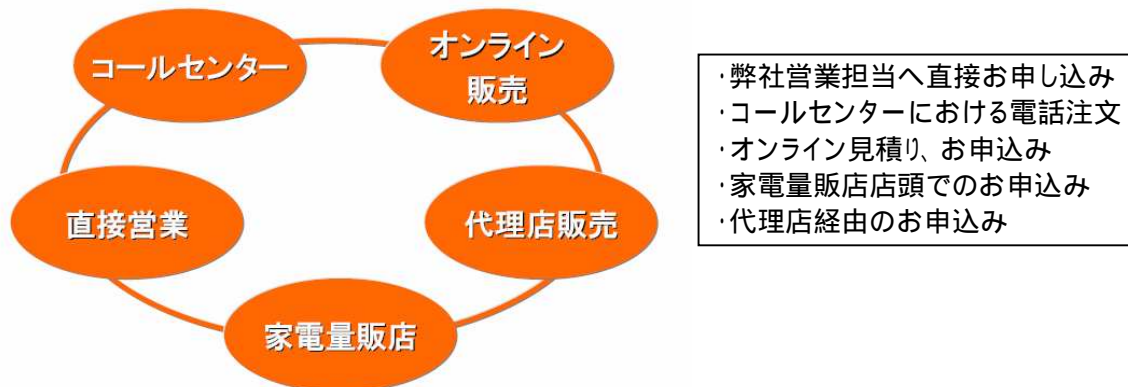 コールセンター
オンライン
販売
直接営業
代理店販売
家電量販店
・弊社営業担当へ直接お申し込み
・コールセンターにおける電話注文
・オンライン見積り、お申込み
・家電量販店店頭でのお申込み
・代理店経由のお申込み